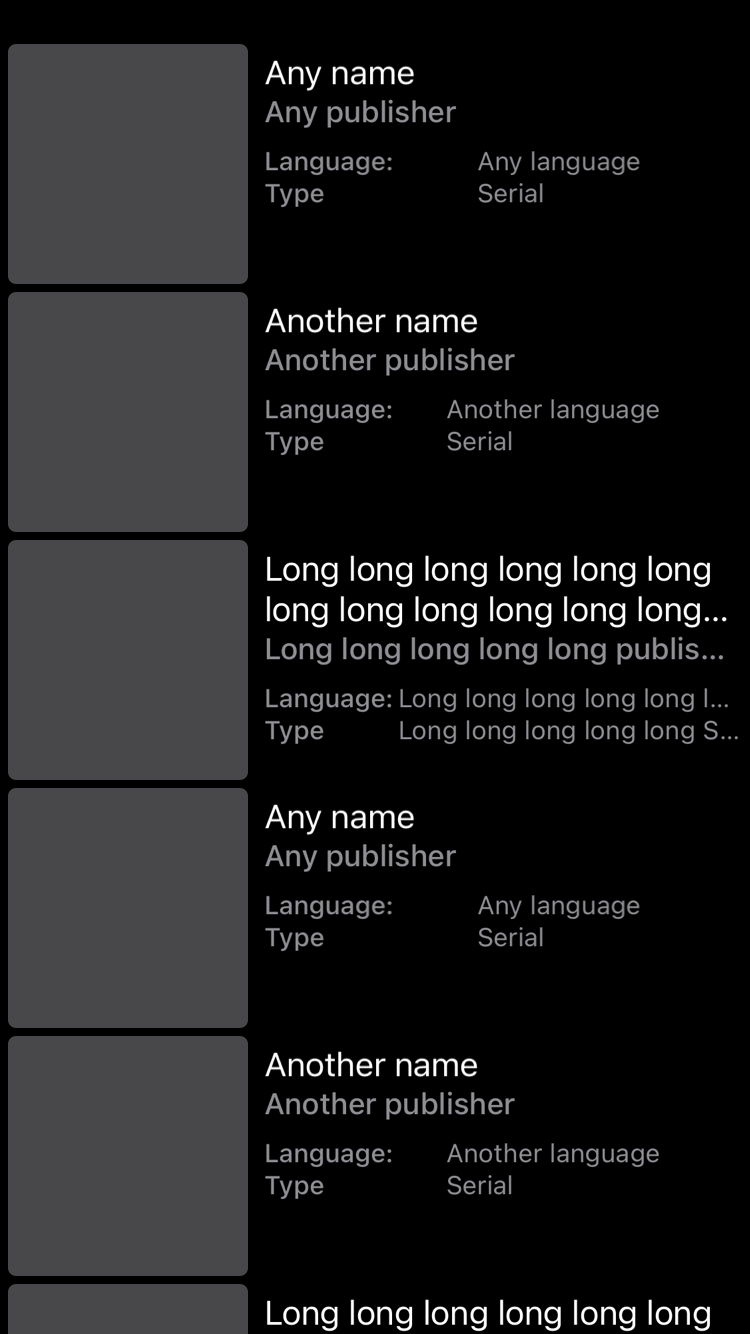 Any name
Any publisher
Language: Any language
Type Serial
Another name
Another publisher
Language: Another language
Type Serial
Long long long long long long
long long long long long long...
Long long long long long publis...
Language: Long long long long long l...
Type Long long long long long S...
Any name
Any publisher
Language: Any language
Type Serial
Another name
Another publisher
Language: Another language
Type Serial
Long long long long long long